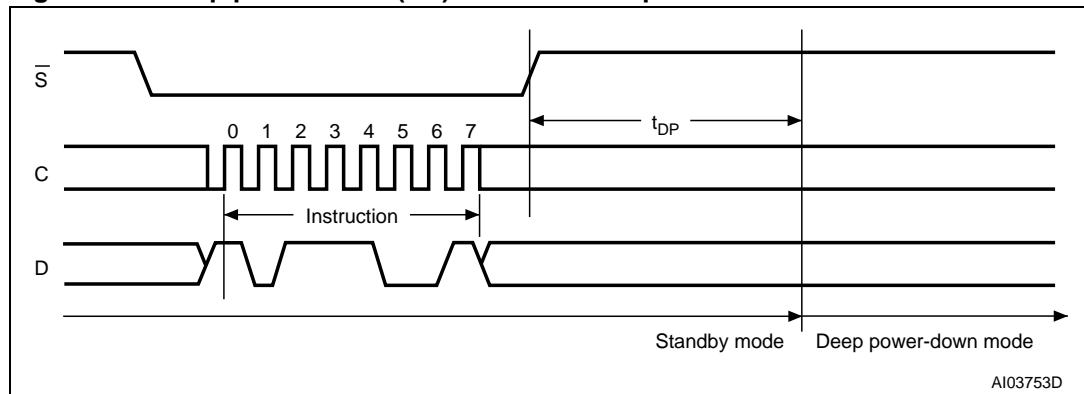 S
0 1 2 3 4 5 6 7
tDP
C
Instruction
D
Standby mode Deep power-down mode
AI03753D